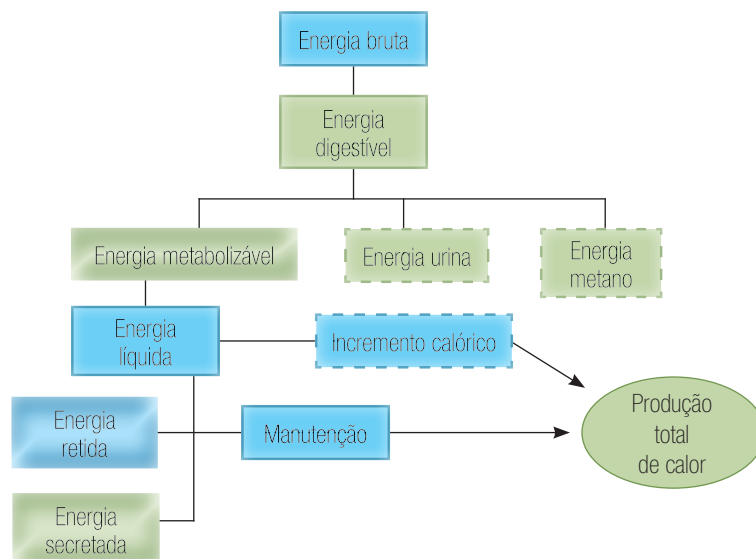 Energia bruta
Energia
digestível
Energia metabolizável
Energia urina
Energia
metano
Energia
líquida
Incremento calórico
Energia
retida
Manutenção
Produção
total
de calor
Energia
secretada